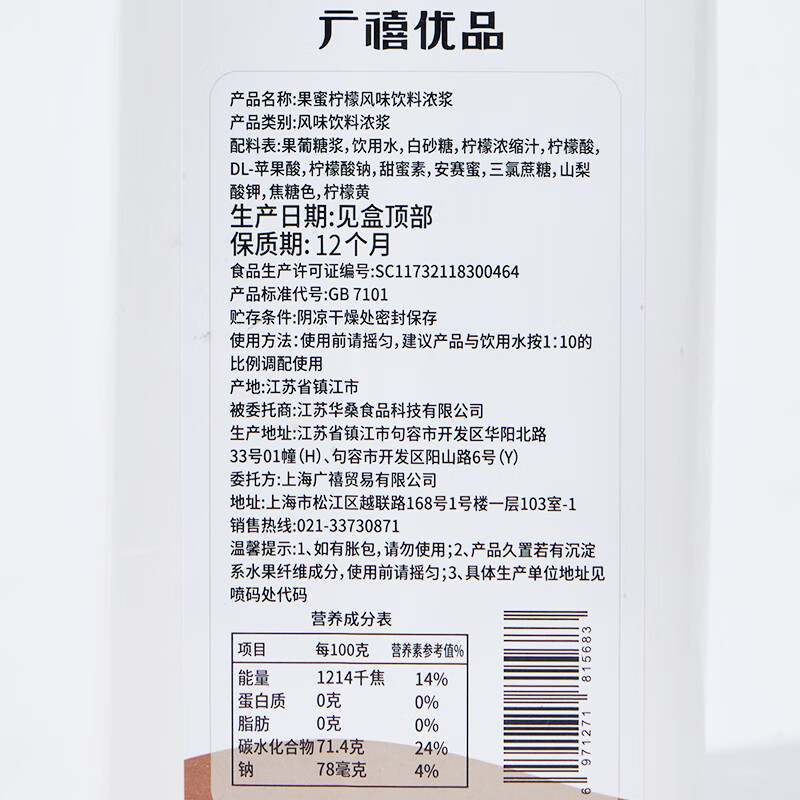 广禧优品
产品名称:果蜜柠檬风味饮料浓浆
产品类别:风味饮料浓浆
配料表:果葡糖浆,饮用水,白砂糖,柠檬浓缩汁,柠檬酸,
DL-苹果酸,柠檬酸钠,甜蜜素,安赛蜜,三氯蔗糖,山梨
酸钾,焦糖色,柠檬黄
生产日期:见盒顶部
保质期: 12个月
食品生产许可证编号:SC11732118300464
产品标准代号:GB 7101
贮存条件:阴凉干燥处密封保存
使用方法:使用前请摇匀,建议产品与饮用水按1:10的
比例调配使用
产地:江苏省镇江市
被委托商:江苏华桑食品科技有限公司
生产地址:江苏省镇江市句容市开发区华阳北路
33号01幢(H)、句容市开发区阳山路6号(Y)
委托方:上海广禧贸易有限公司
地址:上海市松江区越联路168号1号楼一层103室-1
销售热线:021-33730871
温馨提示:1、如有胀包,请勿使用;2、产品久置若有沉淀
系水果纤维成分,使用前请摇匀;3、具体生产单位地址见
喷码处代码
营养成分表
项目 每100克 营养素参考值%
能量 1214千焦 14%
蛋白质 0克 0%
脂肪 0克 0%
碳水化合物 71.4克 24%
钠 78毫克 4%
6 971271 815683